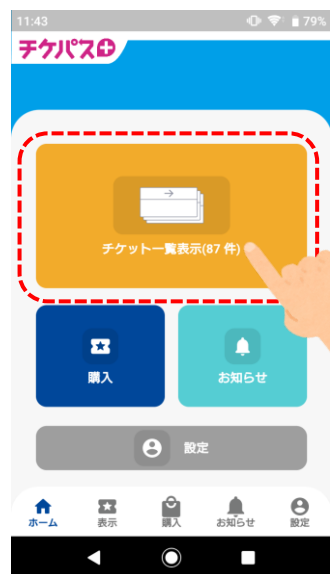 11:43
79%
チケパス
チケット一覧表示(87 件)
購入
お知らせ
設定
ホーム
表示
購入
お知らせ
設定